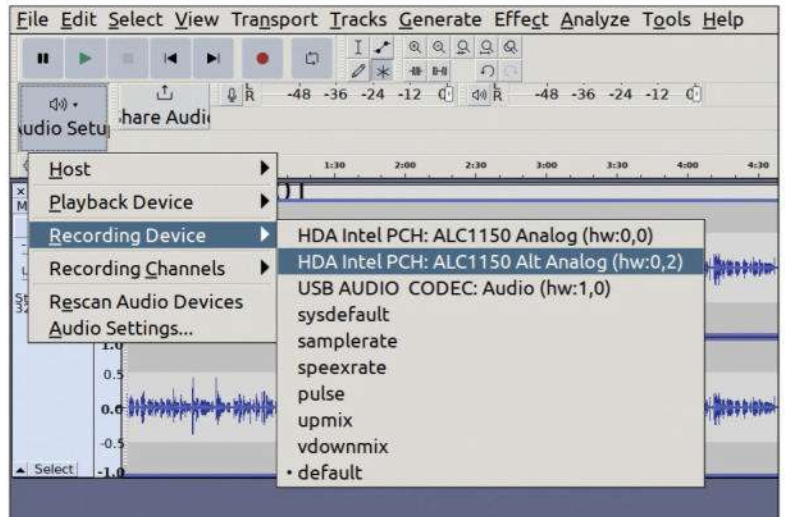 File Edit Select View Transport Tracks Generate Effect Analyze Tools Help
R -48 -36 -24 -12 R -48 -36 -24 -12
udio Setu hare Audi
1:30 2:00 2:30 3:00 3:30 4:00 4:30
Host
Playback Device
Recording Device
Recording Channels
Rescan Audio Devices
Audio Settings...
HDA Intel PCH: ALC1150 Analog (hw:0,0)
HDA Intel PCH: ALC1150 Alt Analog (hw:0,2)
USB AUDIO CODEC: Audio (hw:1,0)
sysdefault
samplerate
speexrate
pulse
upmix
vdownmix
default
1.0
0.5
0.0
-0.5
-1.0
Select